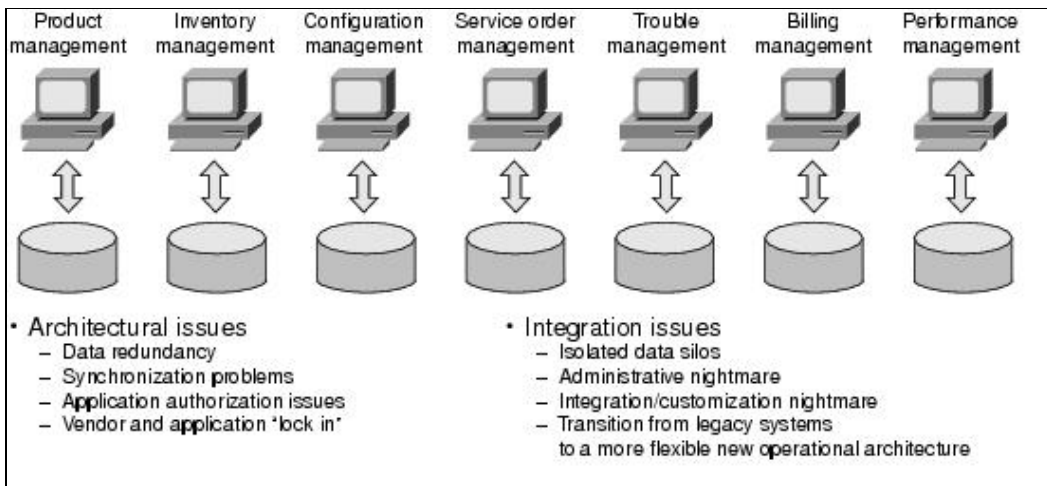 Product management
Inventory management
Configuration management
Service order management
Trouble management
Billing management
Performance management
• Architectural issues
– Data redundancy
– Synchronization problems
– Application authorization issues
– Vendor and application "lock in"
• Integration issues
– Isolated data silos
– Administrative nightmare
– Integration/customization nightmare
– Transition from legacy systems
to a more flexible new operational architecture